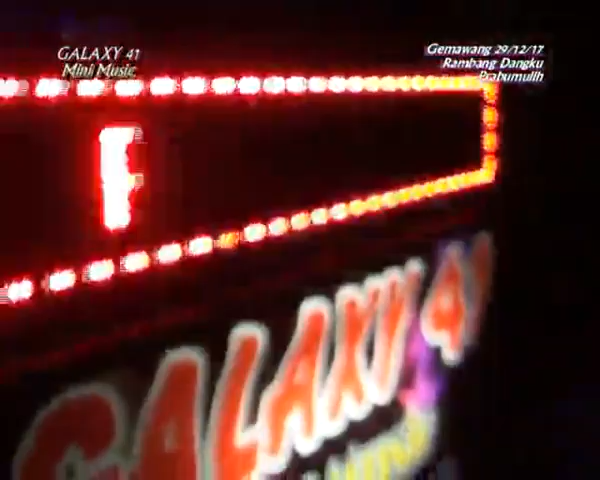 GALAXY 41
Mini Music
Gemawang 29/12/17
Rambang Dangku
Prabumulih
F
GALAXY 41